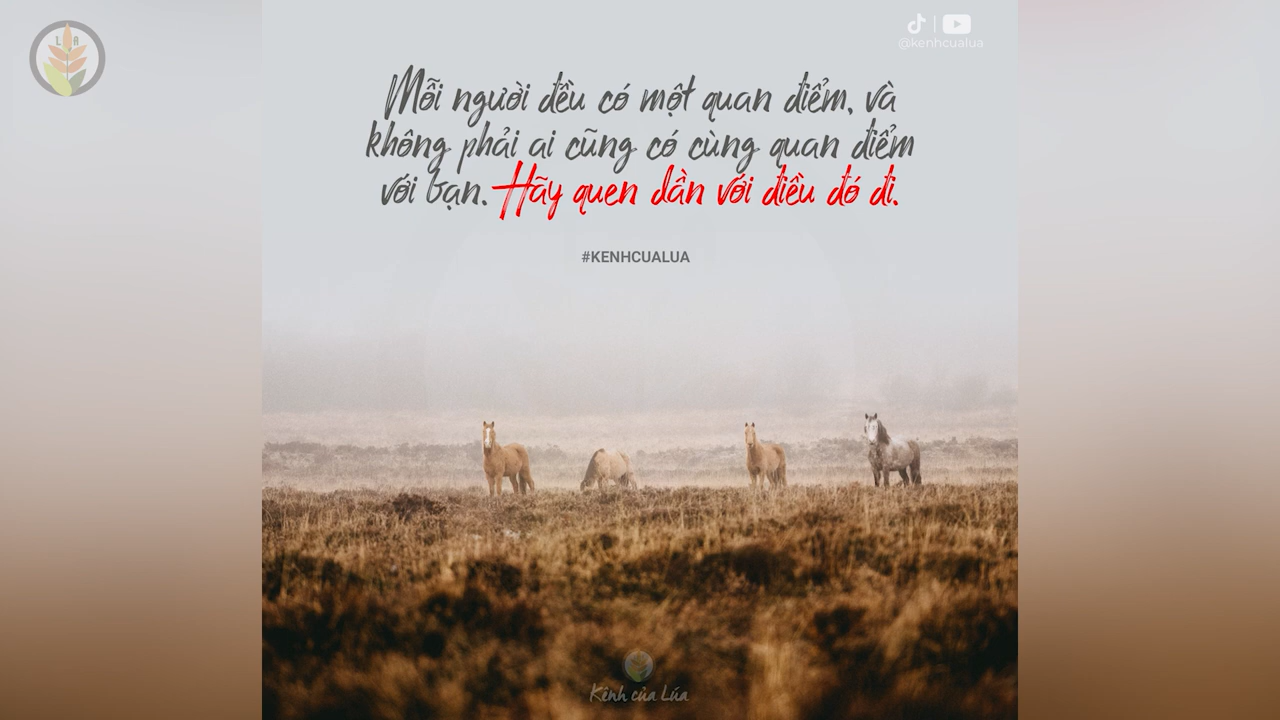 LÚA
@kenhcualua
Mỗi người đều có một quan điểm, và
không phải ai cũng có cùng quan điểm
với bạn. Hãy quen dần với điều đó đi.
#KENHCUALUA
Kênh của Lúa